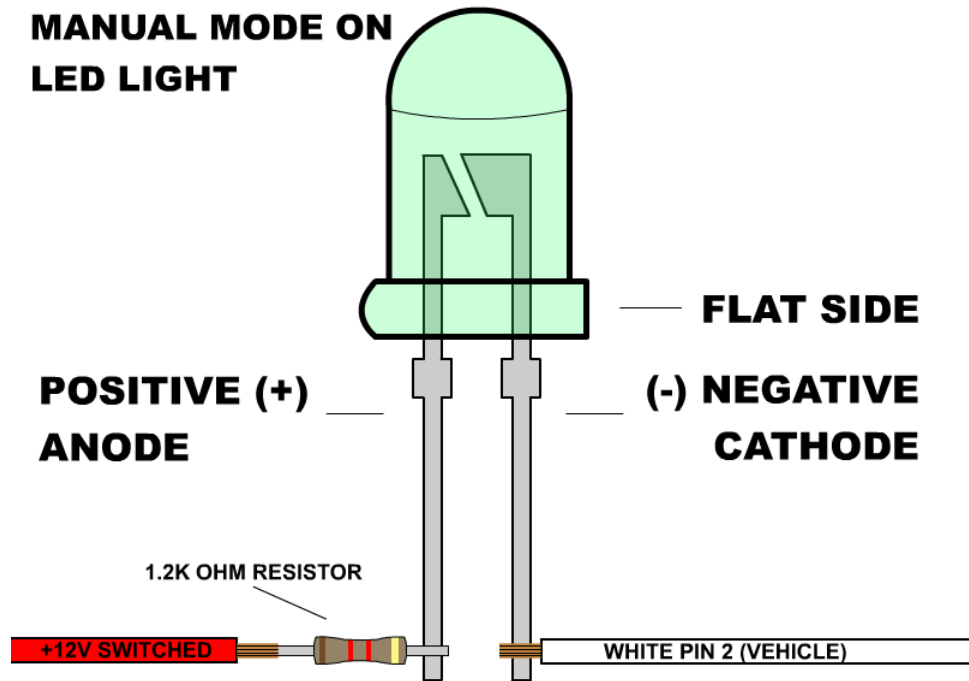 MANUAL MODE ON
LED LIGHT
FLAT SIDE
POSITIVE (+)
ANODE
(-) NEGATIVE
CATHODE
1.2K OHM RESISTOR
+12V SWITCHED
WHITE PIN 2 (VEHICLE)